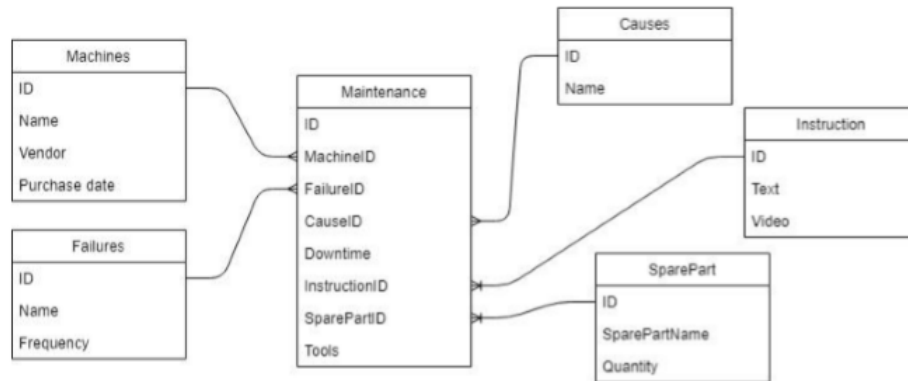 Machines
ID
Name
Vendor
Purchase date
Failures
ID
Name
Frequency
Maintenance
ID
MachineID
FailureID
CauseID
Downtime
InstructionID
SparePartID
Tools
Causes
ID
Name
Instruction
ID
Text
Video
SparePart
ID
SparePartName
Quantity